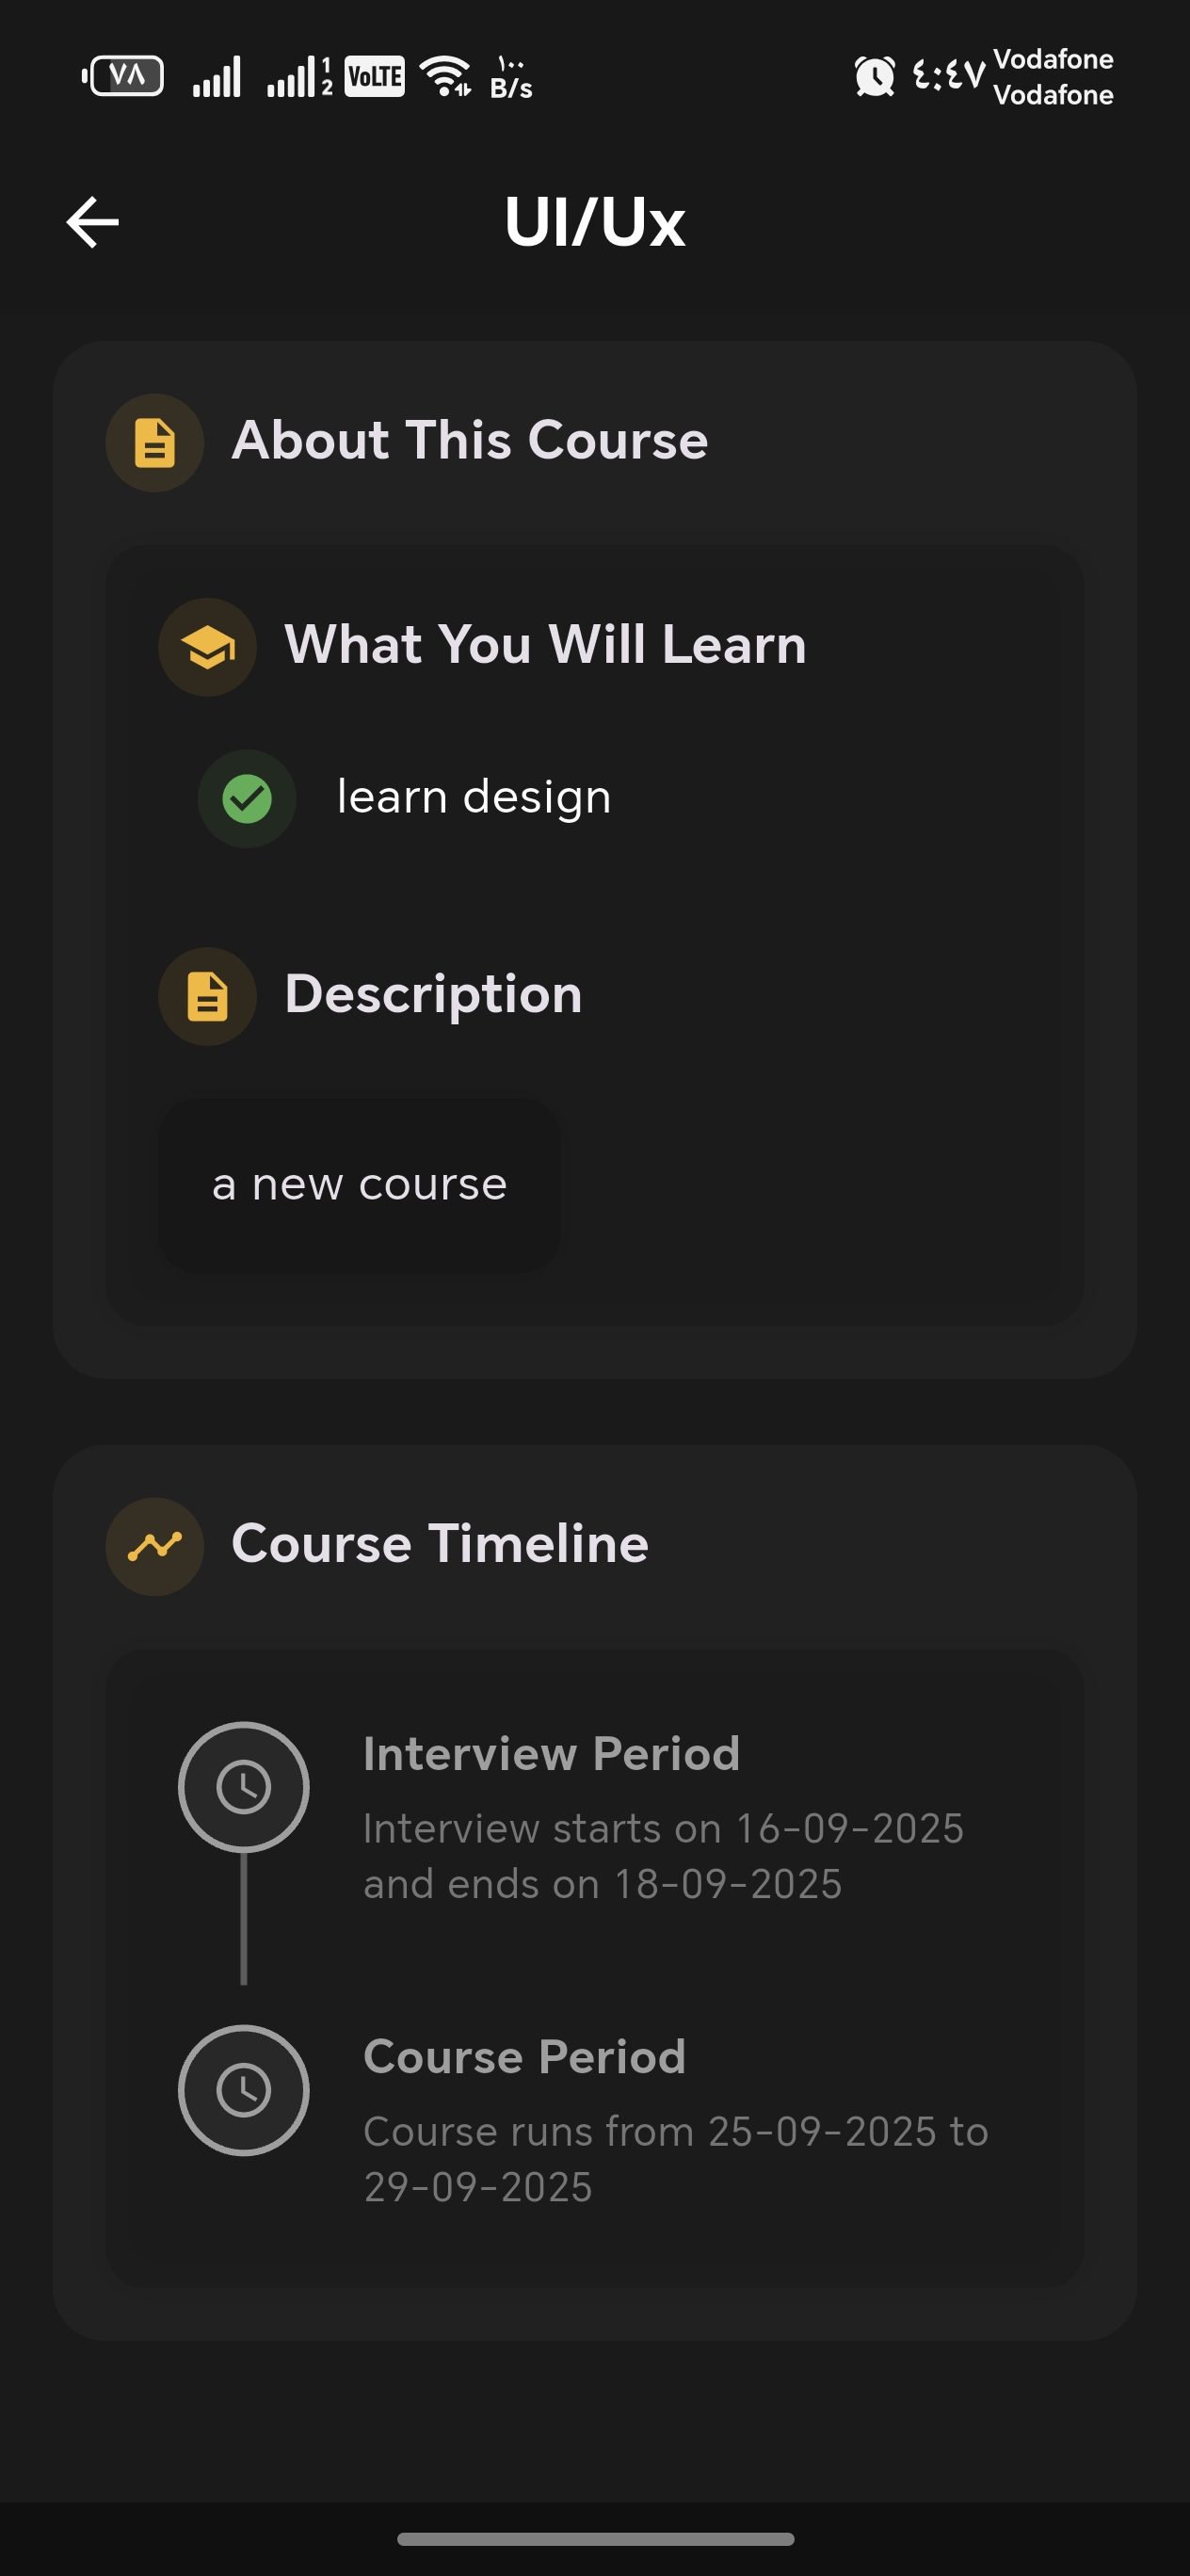 ٧٨
1
2
VoLTE
١٠٠
B/s
٤:٤٧
Vodafone
Vodafone
UI/Ux
About This Course
What You Will Learn
learn design
Description
a new course
Course Timeline
Interview Period
Interview starts on 16-09-2025
and ends on 18-09-2025
Course Period
Course runs from 25-09-2025 to
29-09-2025